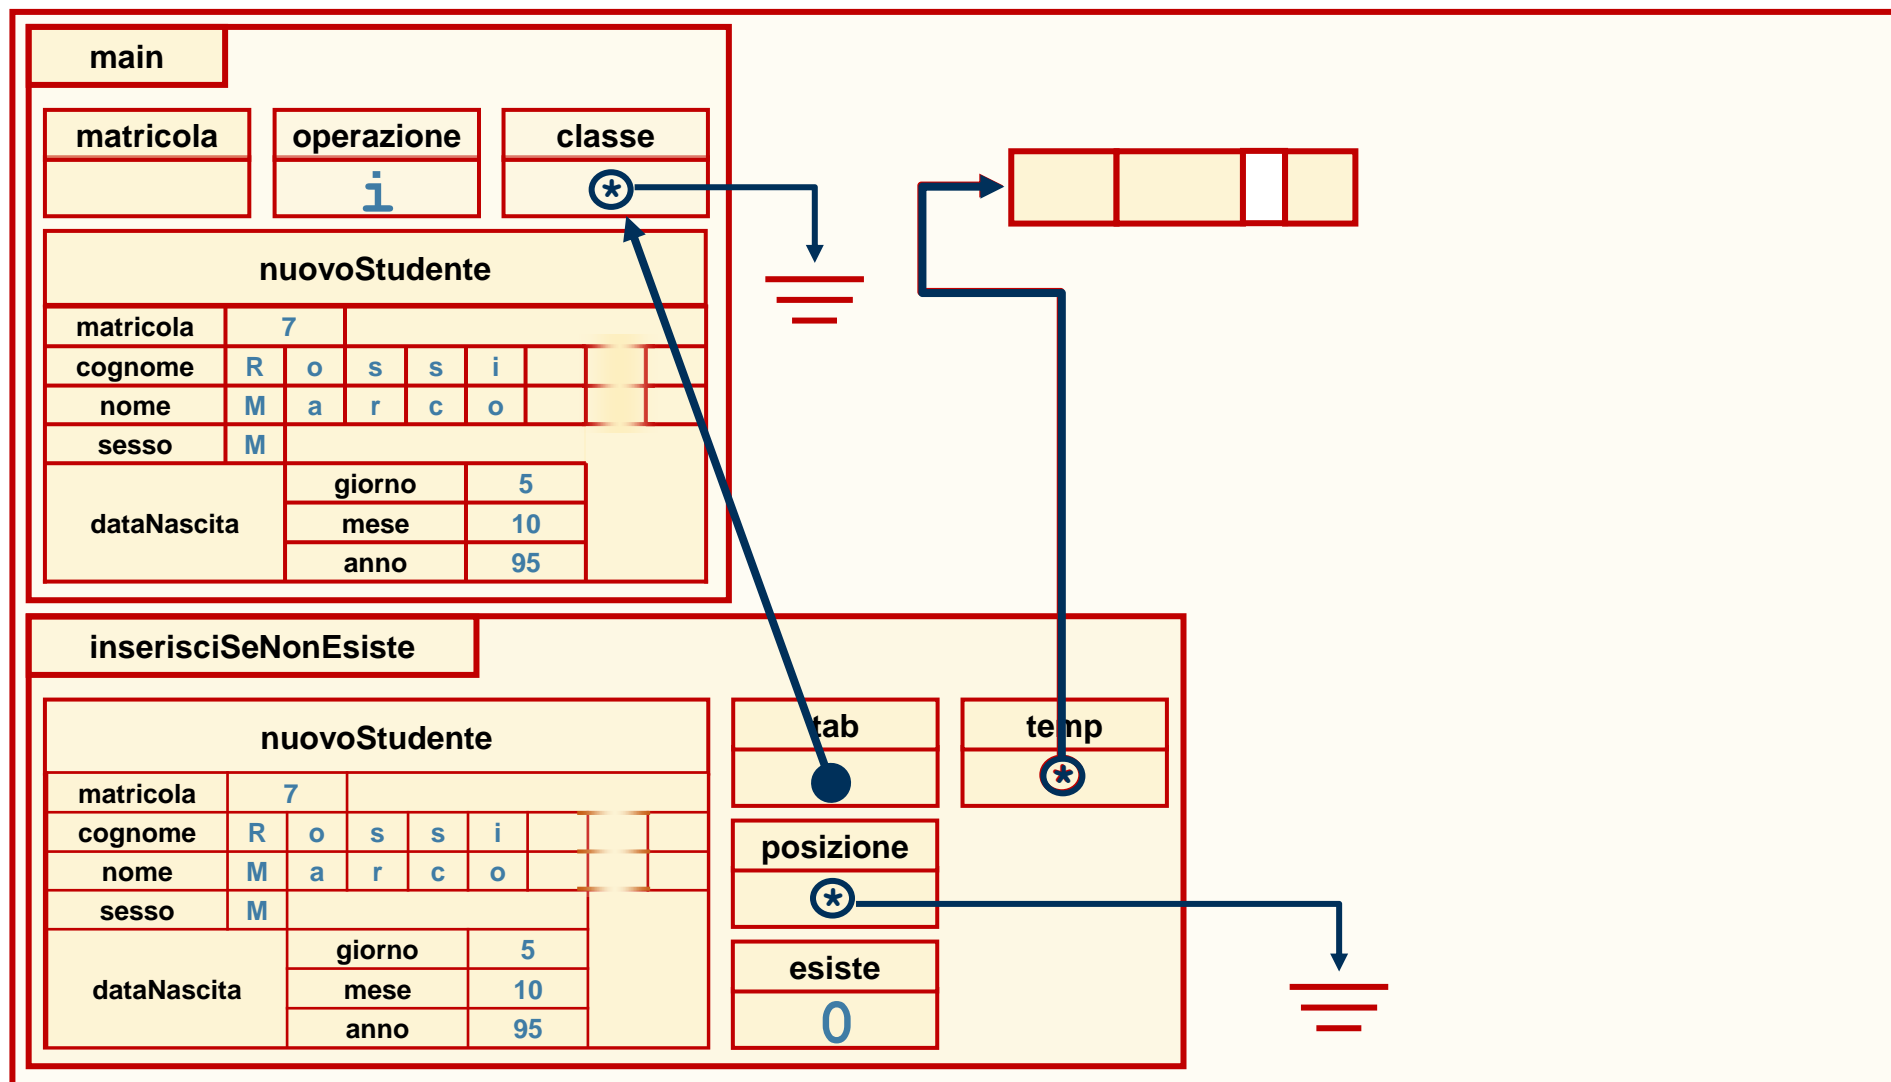 main
matricola operazione classe
i *
nuovoStudente
matricola 7
cognome R o s s i
nome M a r c o
sesso M
dataNascita
giorno 5
mese 10
anno 95
inserisciSeNonEsiste
nuovoStudente
matricola 7
cognome R o s s i
nome M a r c o
sesso M
dataNascita
giorno 5
mese 10
anno 95
tab temp
*
posizione
*
esiste
0